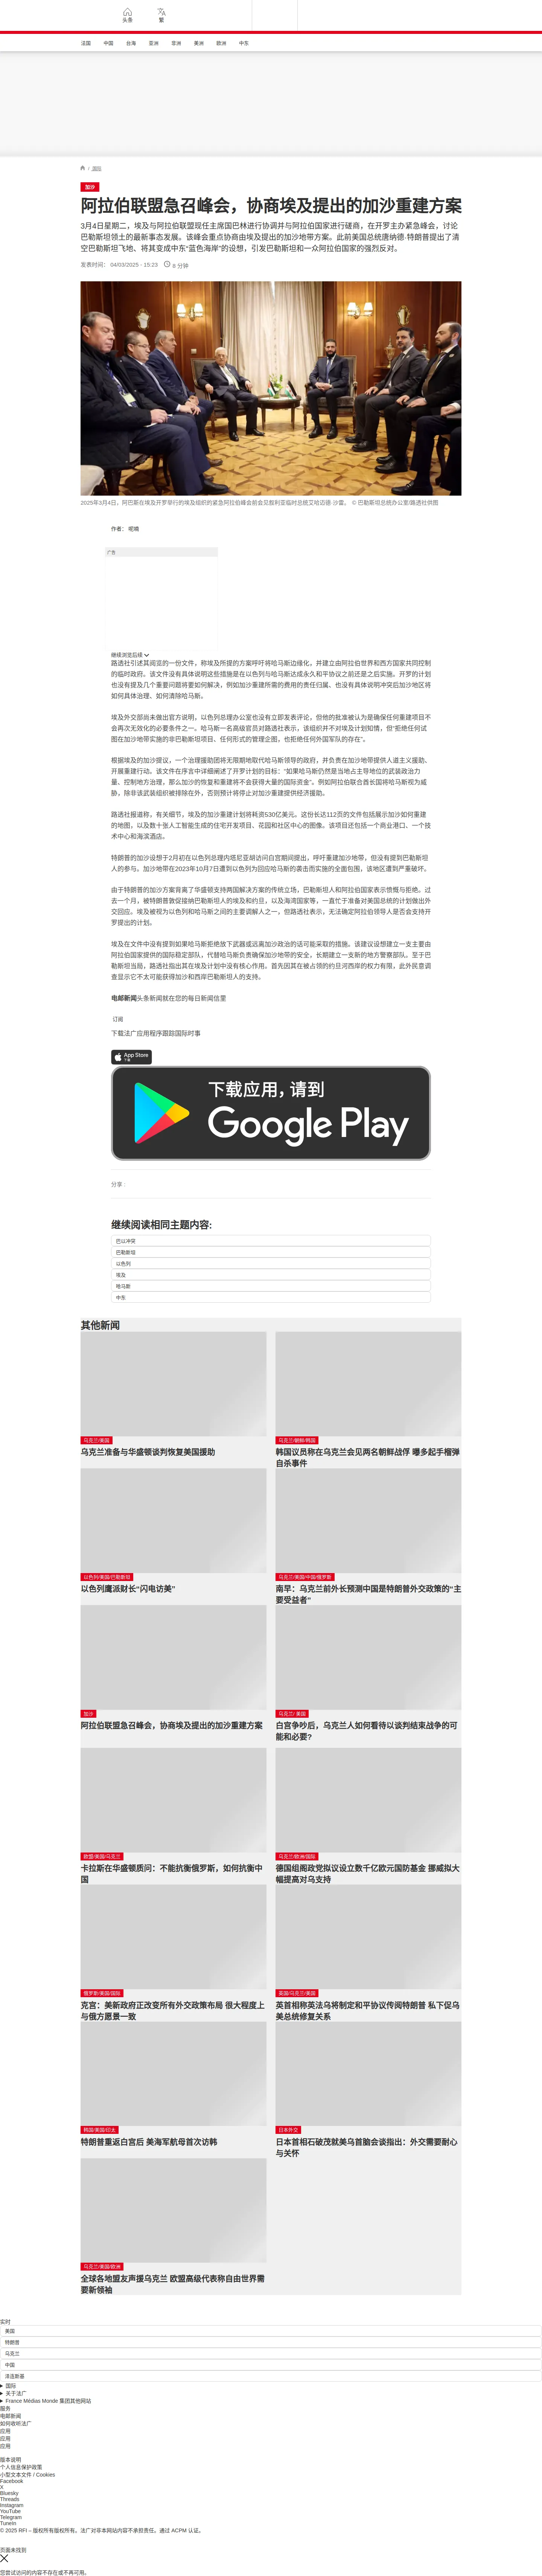 头条
繁
法国
中国
台海
亚洲
非洲
美洲
欧洲
中东
/ 国际
加沙
阿拉伯联盟急召峰会，协商埃及提出的加沙重建方案
3月4日星期二，埃及与阿拉伯联盟现任主席国巴林进行协调并与阿拉伯国家进行磋商，在开罗主办紧急峰会，讨论
巴勒斯坦领土的最新事态发展。该峰会重点协商由埃及提出的加沙地带方案。此前美国总统唐纳德·特朗普提出了清
空巴勒斯坦飞地、将其变成中东“蓝色海岸”的设想，引发巴勒斯坦和一众阿拉伯国家的强烈反对。
发表时间： 04/03/2025 - 15:23
6 分钟
2025年3月4日，阿巴斯在埃及开罗举行的埃及组织的紧急阿拉伯峰会前会见叙利亚临时总统艾哈迈德·沙雷。 © 巴勒斯坦总统办公室/路透社供图
作者： 呢喃
广告
继续浏览后续
路透社引述其阅览的一份文件，称埃及所提的方案呼吁将哈马斯边缘化，并建立由阿拉伯世界和西方国家共同控制
的临时政府。该文件在没有具体说明这些措施是在以色列与哈马斯达成永久和平协议之前还是之后实施。开罗的计划
也没有提及几个重要问题将要如何解决，例如加沙重建所需的费用的责任归属、也没有具体说明冲突后加沙地区将
如何具体治理、如何清除哈马斯。
埃及外交部尚未做出官方说明，以色列总理办公室也没有立即发表评论，但他的批准被认为是确保任何重建项目不
会再次无效化的必要条件之一。哈马斯一名高级官员对路透社表示，该组织并不对埃及计划知情，但“拒绝任何试
图在加沙地带实施的非巴勒斯坦项目、任何形式的管理企图，也拒绝任何外国军队的存在”。
根据埃及的加沙提议，一个治理援助团将无限期地取代哈马斯领导的政府，并负责在加沙地带提供人道主义援助、
开展重建行动。该文件在序言中详细阐述了开罗计划的目标：“如果哈马斯仍然是当地占主导地位的武装政治力
量、控制地方治理，那么加沙的恢复和重建将不会获得大量的国际资金”。例如阿拉伯联合酋长国将哈马斯视为威
胁，除非该武装组织被排除在外，否则预计将停止对加沙重建提供经济援助。
路透社报道称，有关细节，埃及的加沙重建计划将耗资530亿美元。这份长达112页的文件包括展示加沙如何重建
的地图，以及数十张人工智能生成的住宅开发项目、花园和社区中心的图像。该项目还包括一个商业港口、一个技
术中心和海滨酒店。
特朗普的加沙设想于2月初在以色列总理内塔尼亚胡访问白宫期间提出，呼吁重建加沙地带，但没有提到巴勒斯坦
人的参与。加沙地带在2023年10月7日遭到以色列为回应哈马斯的袭击而实施的全面包围，该地区遭到严重破坏。
由于特朗普的加沙方案背离了华盛顿支持两国解决方案的传统立场，巴勒斯坦人和阿拉伯国家表示愤慨与拒绝。过
去一个月，被特朗普敦促接纳巴勒斯坦人的埃及和约旦，以及海湾国家等，一直忙于准备对美国总统的计划做出外
交回应。埃及被视为以色列和哈马斯之间的主要调解人之一，但路透社表示，无法确定阿拉伯领导人是否会支持开
罗提出的计划。
埃及在文件中没有提到如果哈马斯拒绝放下武器或远离加沙政治的话可能采取的措施。该建议设想建立一支主要由
阿拉伯国家提供的国际稳定部队，代替哈马斯负责确保加沙地带的安全，长期建立一支新的地方警察部队。至于巴
勒斯坦当局，路透社指出其在埃及计划中没有核心作用。首先因其在被占领的约旦河西岸的权力有限，此外民意调
查显示它不太可能获得加沙和西岸巴勒斯坦人的支持。
电邮新闻头条新闻就在您的每日新闻信里
订阅
下载法广应用程序跟踪国际时事
App Store
下载
下载应用，请到
Google Play
分享 :
继续阅读相同主题内容:
巴以冲突
巴勒斯坦
以色列
埃及
哈马斯
中东
其他新闻
乌克兰/美国
乌克兰准备与华盛顿谈判恢复美国援助
乌克兰/朝鲜/韩国
韩国议员称在乌克兰会见两名朝鲜战俘 曝多起手榴弹
自杀事件
以色列/美国/巴勒斯坦
以色列鹰派财长“闪电访美”
乌克兰/美国/中国/俄罗斯
南早：乌克兰前外长预测中国是特朗普外交政策的“主
要受益者”
加沙
阿拉伯联盟急召峰会，协商埃及提出的加沙重建方案
乌克兰/ 美国
白宫争吵后，乌克兰人如何看待以谈判结束战争的可
能和必要?
欧盟/美国/乌克兰
卡拉斯在华盛顿质问：不能抗衡俄罗斯，如何抗衡中
国
乌克兰/欧洲/国际
德国组阁政党拟议设立数千亿欧元国防基金 挪威拟大
幅提高对乌支持
俄罗斯/美国/国际
克宫：美新政府正改变所有外交政策布局 很大程度上
与俄方愿景一致
英国/乌克兰/美国
英首相称英法乌将制定和平协议传阅特朗普 私下促乌
美总统修复关系
韩国/美国/印太
特朗普重返白宫后 美海军航母首次访韩
日本外交
日本首相石破茂就美乌首脑会谈指出：外交需要耐心
与关怀
乌克兰/美国/欧洲
全球各地盟友声援乌克兰 欧盟高级代表称自由世界需
要新领袖
实时
美国
特朗普
乌克兰
中国
泽连斯基
国际
关于法广
France Médias Monde 集团其他网站
服务
电邮新闻
如何收听法广
应用
应用
应用
版本说明
个人信息保护政策
小型文本文件 / Cookies
Facebook
X
Bluesky
Threads
Instagram
YouTube
Telegram
TuneIn
© 2025 RFI – 版权所有版权所有。法广对非本网站内容不承担责任。通过 ACPM 认证。
页面未找到
您尝试访问的内容不存在或不再可用。